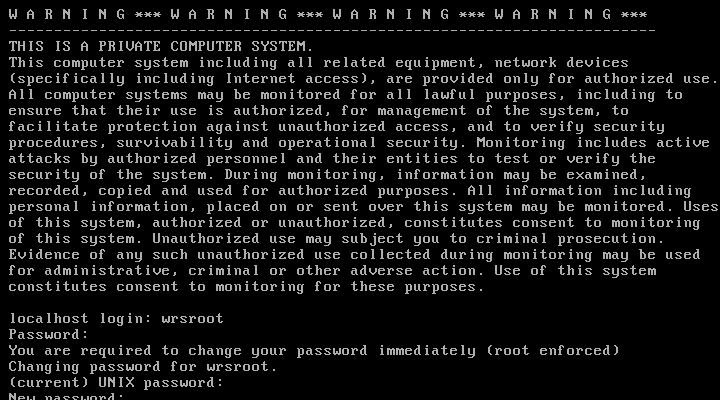 W A R N I N G *** W A R N I N G *** W A R N I N G *** W A R N I N G ***
--------------------------------------------------------------------------------
THIS IS A PRIVATE COMPUTER SYSTEM.
This computer system including all related equipment, network devices
(specifically including Internet access), are provided only for authorized use.
All computer systems may be monitored for all lawful purposes, including to
ensure that their use is authorized, for management of the system, to
facilitate protection against unauthorized access, and to verify security
procedures, survivability and operational security. Monitoring includes active
attacks by authorized personnel and their entities to test or verify the
security of the system. During monitoring, information may be examined,
recorded, copied and used for authorized purposes. All information including
personal information, placed on or sent over this system may be monitored. Uses
of this system, authorized or unauthorized, constitutes consent to monitoring
of this system. Unauthorized use may subject you to criminal prosecution.
Evidence of any such unauthorized use collected during monitoring may be used
for administrative, criminal or other adverse action. Use of this system
constitutes consent to monitoring for these purposes.
localhost login: wrsroot
Password:
You are required to change your password immediately (root enforced)
Changing password for wrsroot.
(current) UNIX password:
New password: